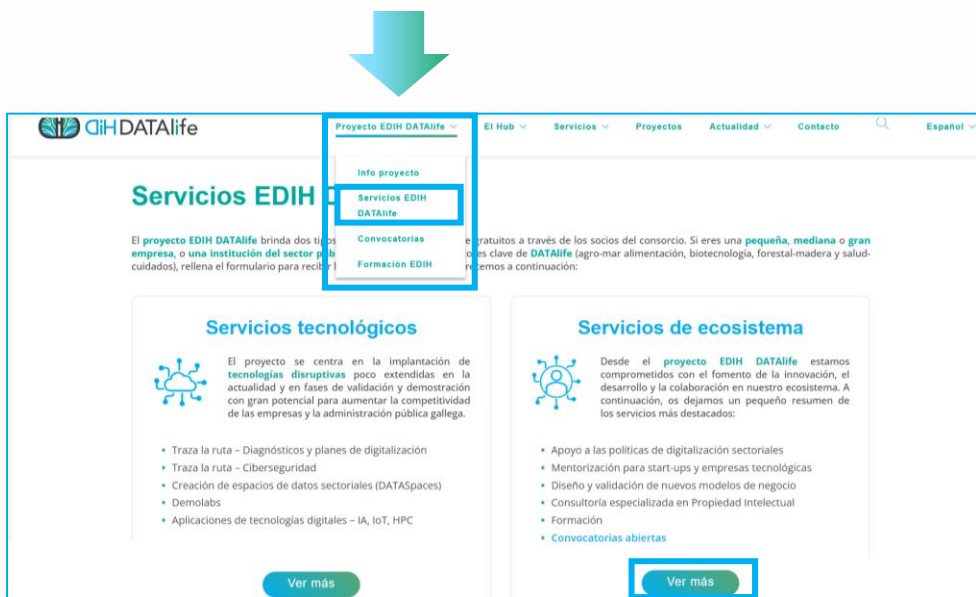 DiHDATAlife
Proyecto EDIH DATAlife
El Hub
Servicios
Proyectos
Actualidad
Contacto
Español
Info proyecto
Servicios EDIH
DATAlife
Convocatorias
Formación EDIH
Servicios EDIH
El proyecto EDIH DATAlife brinda dos gratuitos a través de los socios del consorcio. Si eres una pequeña, mediana o gran
empresa, o una institución del sector clave de DATAlife (agro-mar alimentación, biotecnología, forestal-madera y salud-
cuidados), rellena el formulario para a continuación:
Servicios tecnológicos
El proyecto se centra en la implantación de
tecnologías disruptivas poco extendidas en la
actualidad y en fases de validación y demostración
con gran potencial para aumentar la competitividad
de las empresas y la administración pública gallega.
• Traza la ruta – Diagnósticos y planes de digitalización
• Traza la ruta – Ciberseguridad
• Creación de espacios de datos sectoriales (DATASpaces)
• Demolabs
• Aplicaciones de tecnologías digitales – IA, IoT, HPC
Ver más
Servicios de ecosistema
Desde el proyecto EDIH DATAlife estamos
comprometidos con el fomento de la innovación, el
desarrollo y la colaboración en nuestro ecosistema. A
continuación, os dejamos un pequeño resumen de
los servicios más destacados:
• Apoyo a las políticas de digitalización sectoriales
• Mentorización para start-ups y empresas tecnológicas
• Diseño y validación de nuevos modelos de negocio
• Consultoría especializada en Propiedad Intelectual
• Formación
• Convocatorias abiertas
Ver más